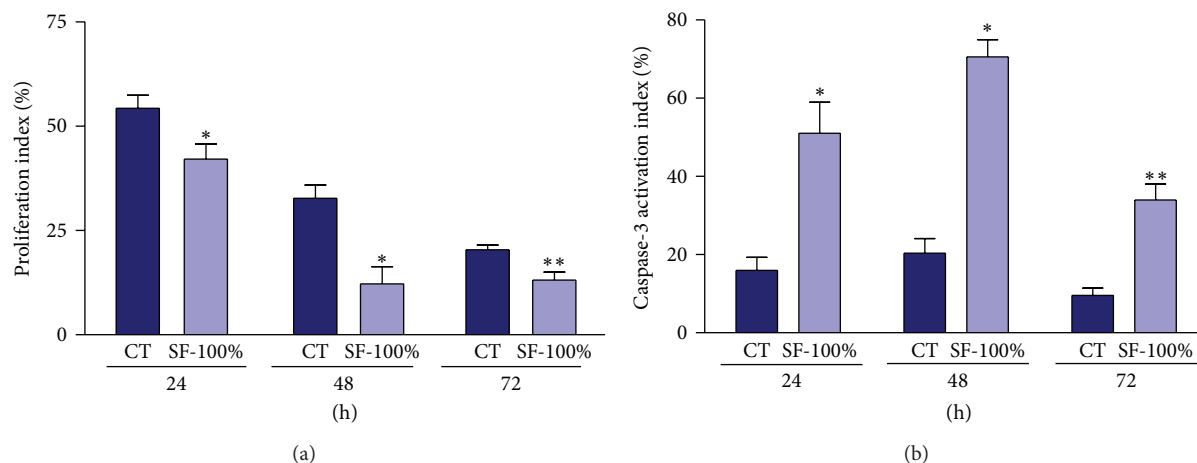 Proliferation index (%)
75
50
25
0
*
*
**
CT SF-100% CT SF-100% CT SF-100%
24 48 72
(h)
(a)
Caspase-3 activation index (%)
80
60
40
20
0
*
*
**
CT SF-100% CT SF-100% CT SF-100%
24 48 72
(h)
(b)